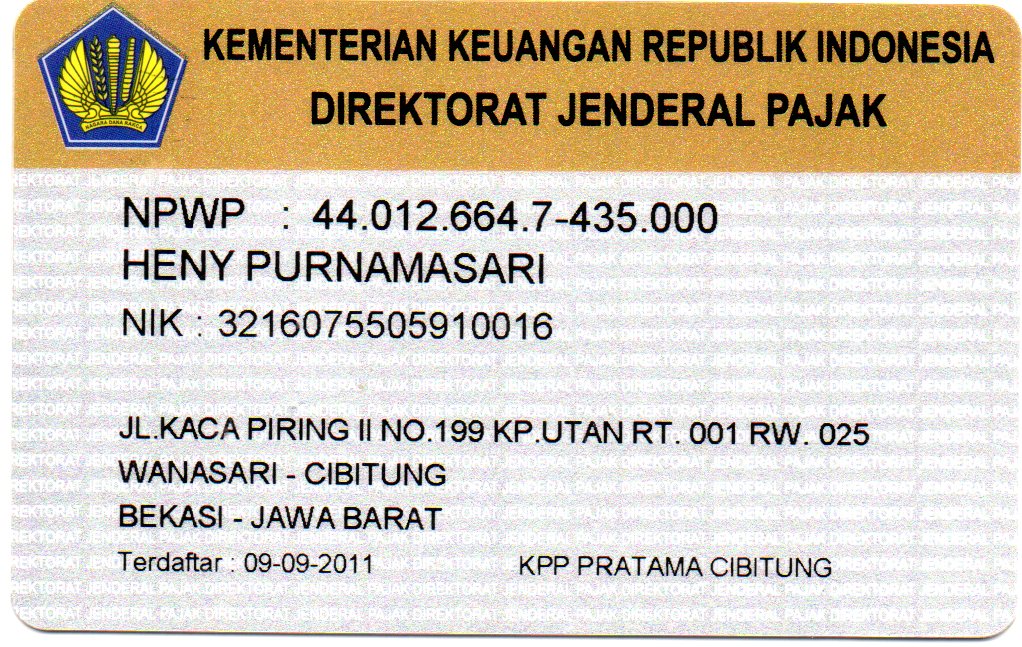 KEMENTERIAN KEUANGAN REPUBLIK INDONESIA
DIREKTORAT JENDERAL PAJAK
NAGARA DANA RAKCA
NPWP : 44.012.664.7-435.000
HENY PURNAMASARI
NIK : 3216075505910016
JL.KACA PIRING II NO.199 KP.UTAN RT. 001 RW. 025
WANASARI - CIBITUNG
BEKASI - JAWA BARAT
Terdaftar : 09-09-2011 KPP PRATAMA CIBITUNG